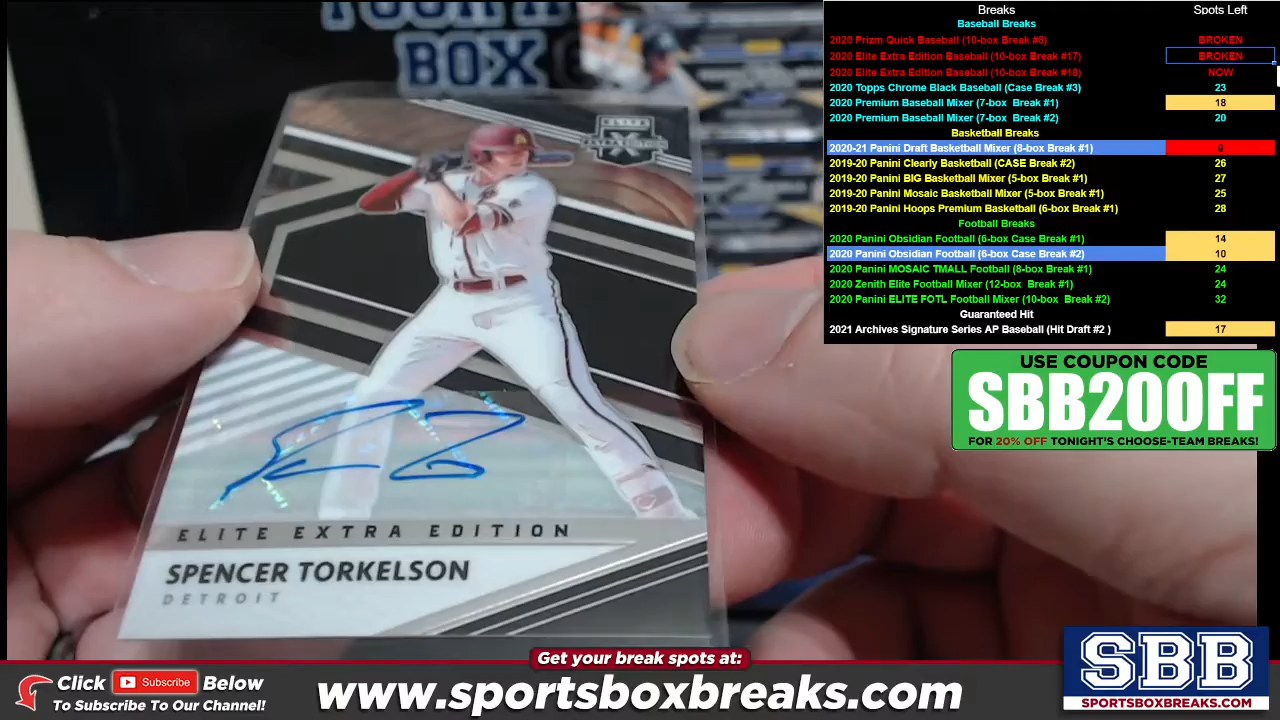 YOUR
BOX
ELITE
X
EXTRA EDITION
ELITE EXTRA EDITION
SPENCER TORKELSON
DETROIT
Breaks Spots Left
Baseball Breaks
2020 Prizm Quick Baseball (10-box Break #8) BROKEN
2020 Elite Extra Edition Baseball (10-box Break #17) BROKEN
2020 Elite Extra Edition Baseball (10-box Break #18) NOW
2020 Topps Chrome Black Baseball (Case Break #3) 23
2020 Premium Baseball Mixer (7-box Break #1) 18
2020 Premium Baseball Mixer (7-box Break #2) 20
Basketball Breaks
2020-21 Panini Draft Basketball Mixer (8-box Break #1) 9
2019-20 Panini Clearly Basketball (CASE Break #2) 26
2019-20 Panini BIG Basketball Mixer (5-box Break #1) 27
2019-20 Panini Mosaic Basketball Mixer (5-box Break #1) 25
2019-20 Panini Hoops Premium Basketball (6-box Break #1) 28
Football Breaks
2020 Panini Obsidian Football (6-box Case Break #1) 14
2020 Panini Obsidian Football (6-box Case Break #2) 10
2020 Panini MOSAIC TMALL Football (8-box Break #1) 24
2020 Zenith Elite Football Mixer (12-box Break #1) 24
2020 Panini ELITE FOTL Football Mixer (10-box Break #2) 32
Guaranteed Hit
2021 Archives Signature Series AP Baseball (Hit Draft #2 ) 17
USE COUPON CODE
SBB20OFF
FOR 20% OFF TONIGHT'S CHOOSE-TEAM BREAKS!
Get your break spots at:
Click Subscribe Below
To Subscribe To Our Channel!
www.sportsboxbreaks.com
SBB
SPORTSBOXBREAKS.COM